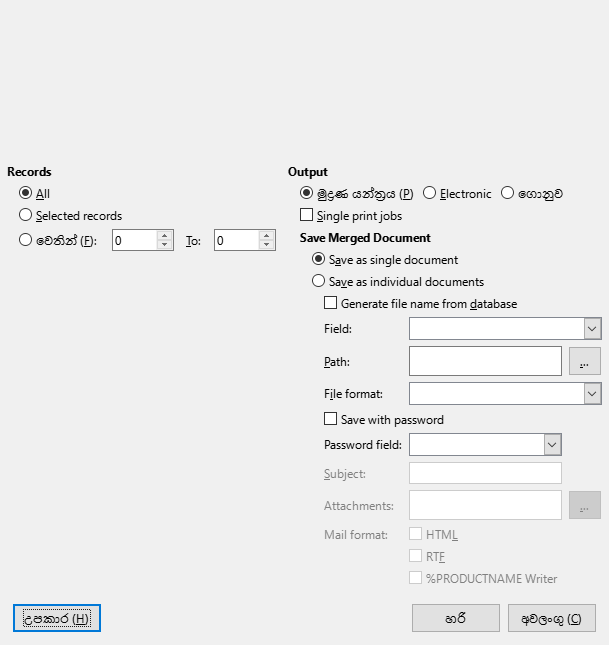 Records
All
Selected records
වෙතින් (F): 0 To: 0
Output
මුද්‍රණ යන්ත්‍රය (P) Electronic ගොනුව
Single print jobs
Save Merged Document
Save as single document
Save as individual documents
Generate file name from database
Field:
Path: ...
File format:
Save with password
Password field:
Subject:
Attachments: ...
Mail format: HTML
RTF
%PRODUCTNAME Writer
උපකාර (H) හරි අවලංගු (C)